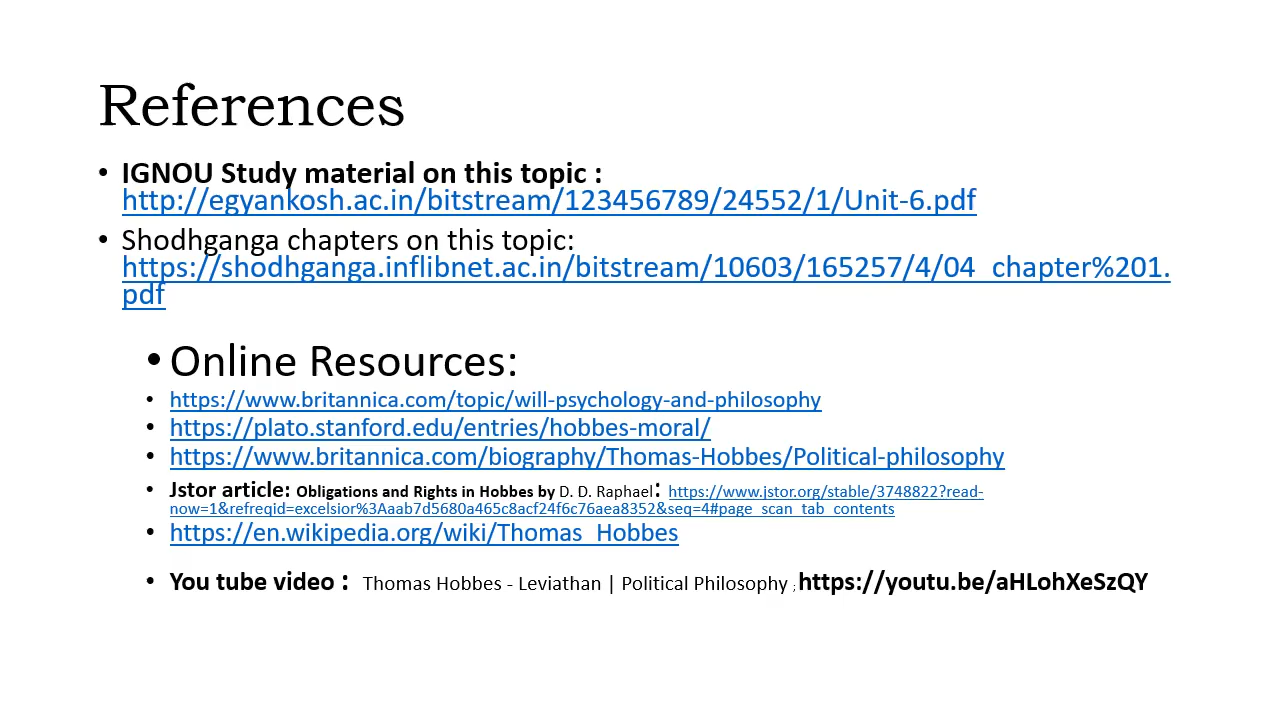 References
• IGNOU Study material on this topic :
http://egyankosh.ac.in/bitstream/123456789/24552/1/Unit-6.pdf
• Shodhganga chapters on this topic:
https://shodhganga.inflibnet.ac.in/bitstream/10603/165257/4/04_chapter%201.
pdf
• Online Resources:
• https://www.britannica.com/topic/will-psychology-and-philosophy
• https://plato.stanford.edu/entries/hobbes-moral/
• https://www.britannica.com/biography/Thomas-Hobbes/Political-philosophy
• Jstor article: Obligations and Rights in Hobbes by D. D. Raphael: https://www.jstor.org/stable/3748822?read-
now=1&refreqid=excelsior%3Aaab7d5680a465c8acf24f6c76aea8352&seq=4#page_scan_tab_contents
• https://en.wikipedia.org/wiki/Thomas_Hobbes
• You tube video : Thomas Hobbes - Leviathan | Political Philosophy ; https://youtu.be/aHLohXeSzQY